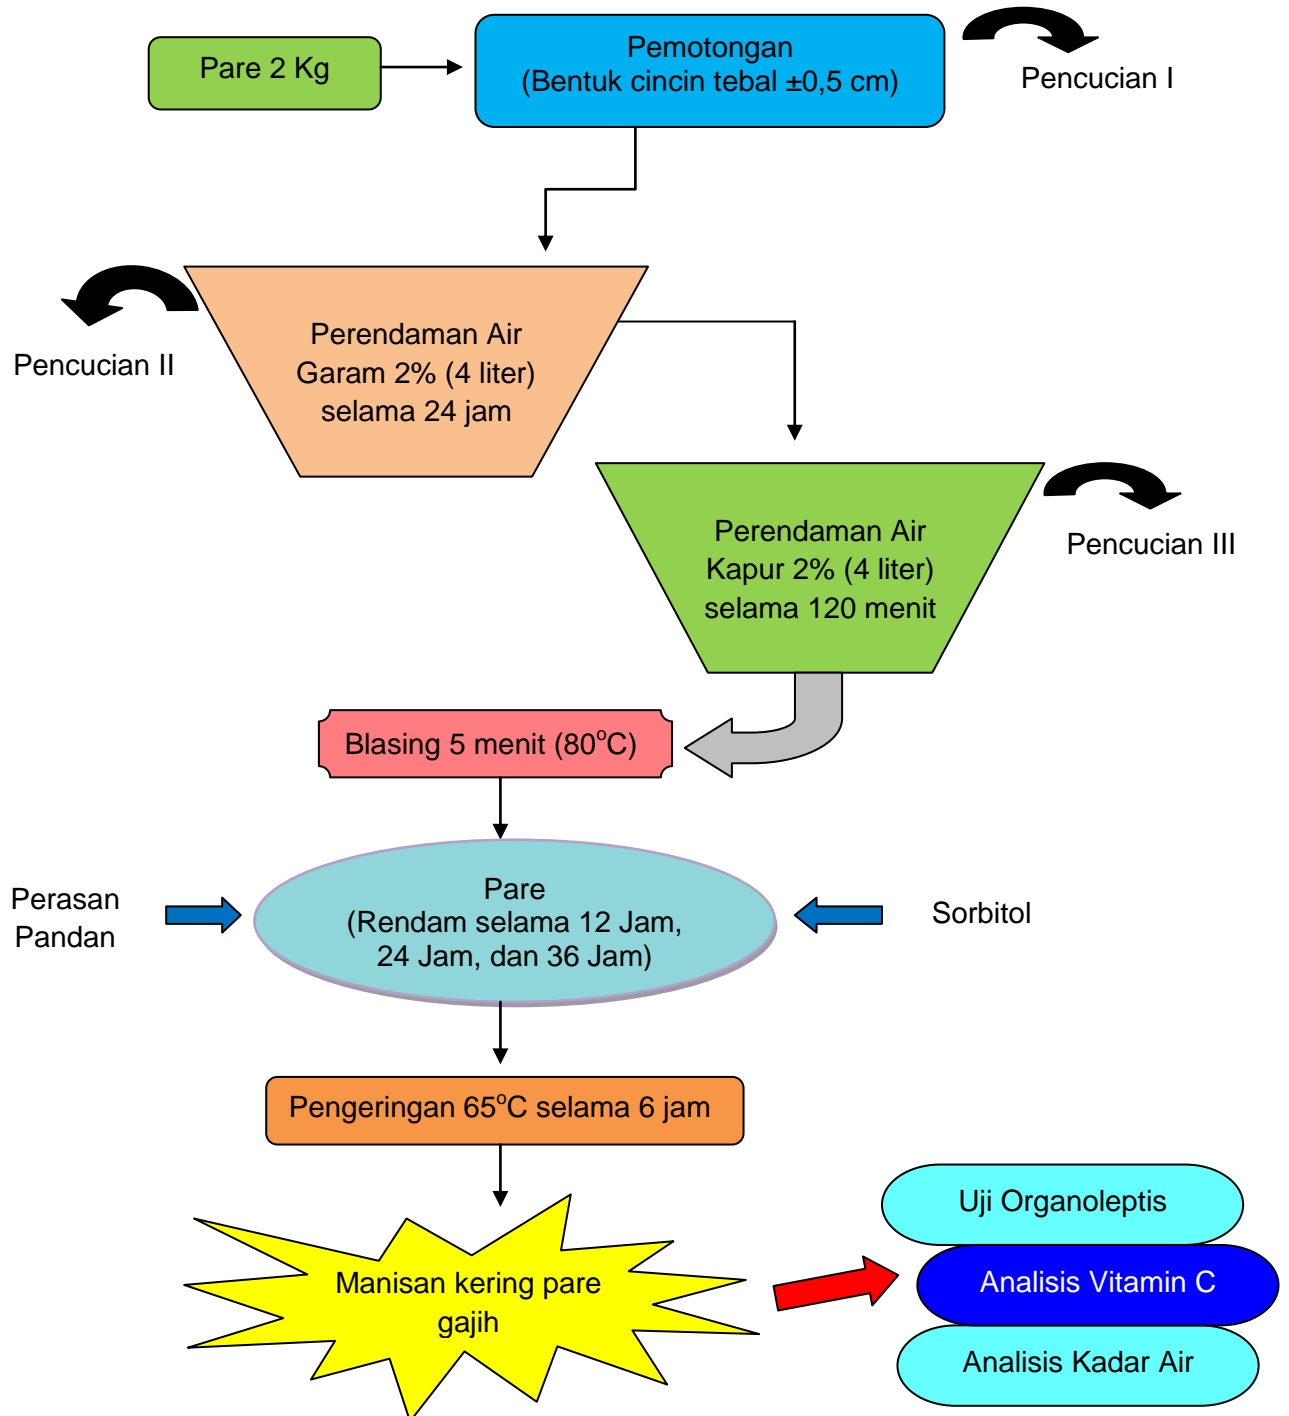 Pare 2 Kg
Pemotongan
(Bentuk cincin tebal ±0,5 cm)
Pencucian I
Perendaman Air
Garam 2% (4 liter)
selama 24 jam
Pencucian II
Perendaman Air
Kapur 2% (4 liter)
selama 120 menit
Pencucian III
Blasing 5 menit (80°C)
Perasan
Pandan
Pare
(Rendam selama 12 Jam,
24 Jam, dan 36 Jam)
Sorbitol
Pengeringan 65°C selama 6 jam
Manisan kering pare
gajih
Uji Organoleptis
Analisis Vitamin C
Analisis Kadar Air